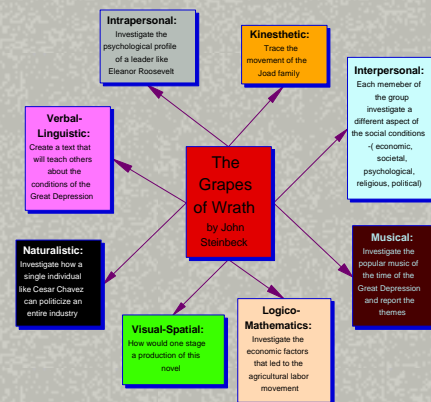 Intrapersonal:
Investigate the
psychological profile
of a leader like
Eleanor Roosevelt
Kinesthetic:
Trace the
movement of the
Joad family
Interpersonal:
Each memeber of
the group
investigate a
different aspect of
the social conditions
-( economic,
societal,
psychological,
religious, political)
Verbal-
Linguistic:
Create a text that
will teach others
about the
conditions of the
Great Depression
The
Grapes
of Wrath
by John
Steinbeck
Naturalistic:
Investigate how a
single individual
like Cesar Chavez
can politicize an
entire industry
Musical:
Investigate the
popular music of
the time of the
Great Depression
and report the
themes
Visual-Spatial:
How would one stage
a production of this
novel
Logico-
Mathematics:
Investigate the
economic factors
that led to the
agricultural labor
movement